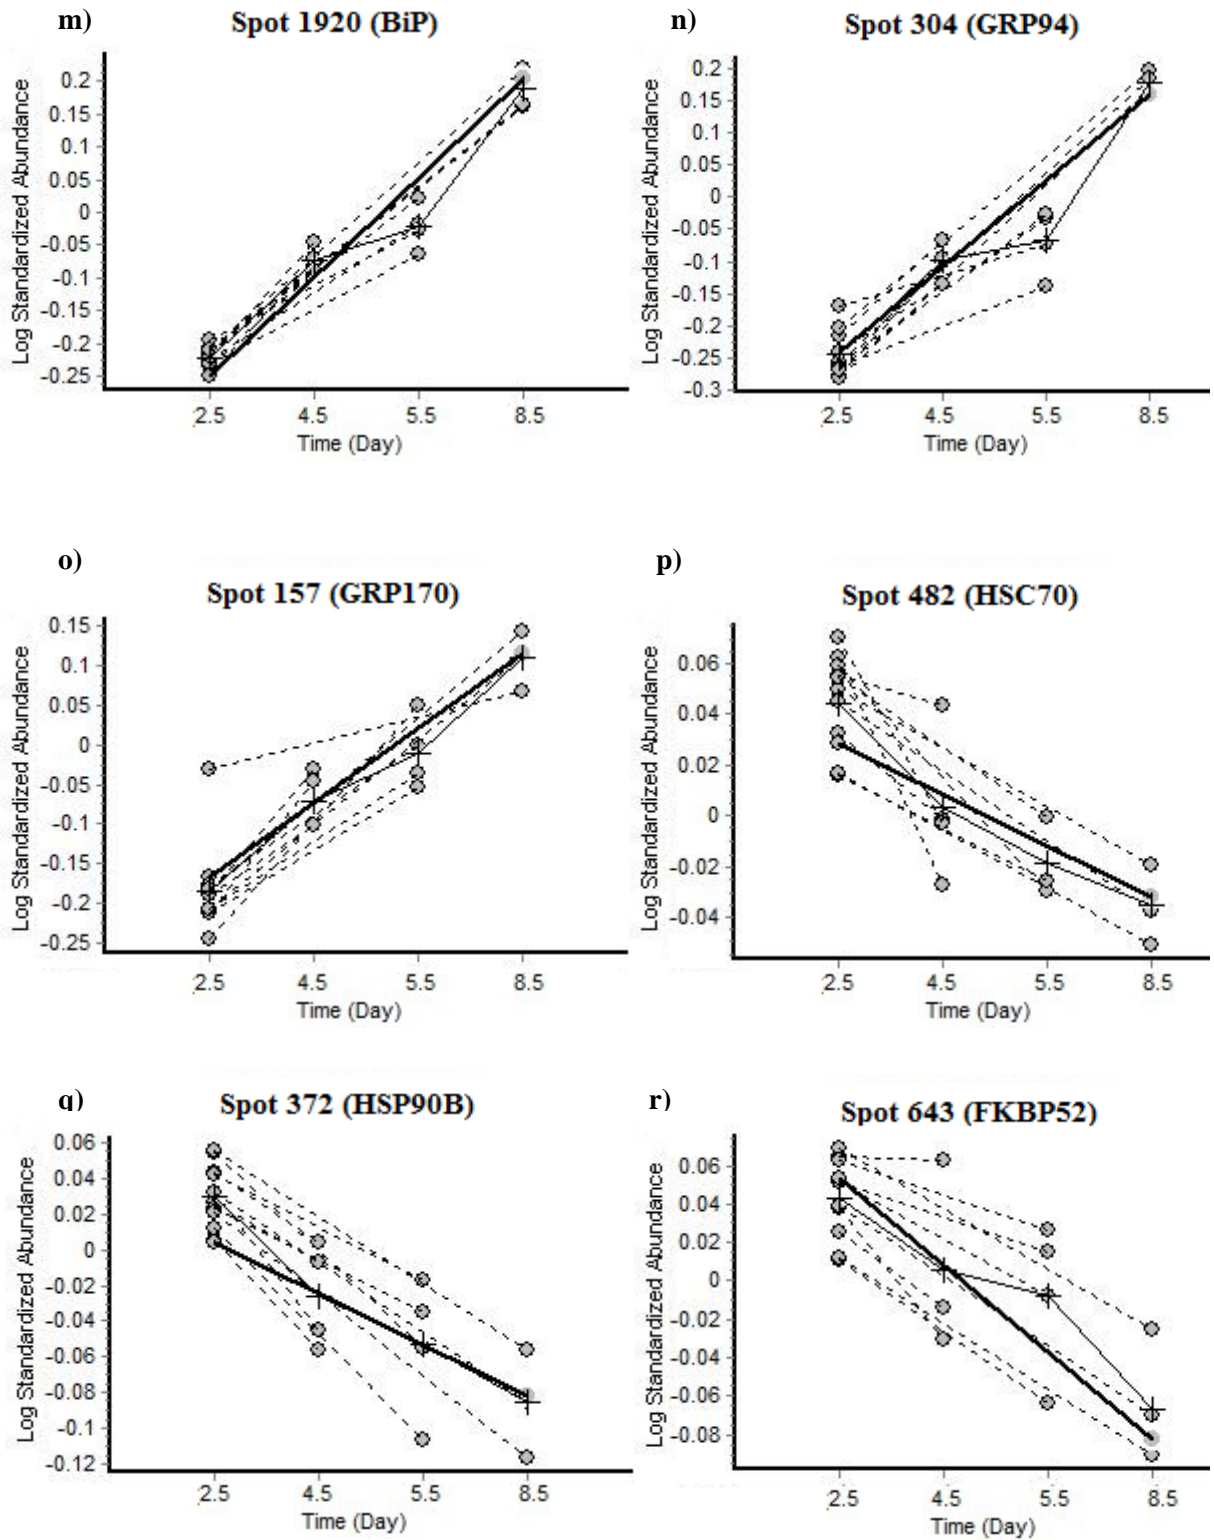 m)
Spot 1920 (BiP)
Log Standardized Abundance
0.2
0.15
0.1
0.05
0
-0.05
-0.1
-0.15
-0.2
-0.25
2.5 4.5 5.5 8.5
Time (Day)
n)
Spot 304 (GRP94)
Log Standardized Abundance
0.2
0.15
0.1
0.05
0
-0.05
-0.1
-0.15
-0.2
-0.25
-0.3
2.5 4.5 5.5 8.5
Time (Day)
o)
Spot 157 (GRP170)
Log Standardized Abundance
0.15
0.1
0.05
0
-0.05
-0.1
-0.15
-0.2
-0.25
2.5 4.5 5.5 8.5
Time (Day)
p)
Spot 482 (HSC70)
Log Standardized Abundance
0.06
0.04
0.02
0
-0.02
-0.04
2.5 4.5 5.5 8.5
Time (Day)
q)
Spot 372 (HSP90B)
Log Standardized Abundance
0.06
0.04
0.02
0
-0.02
-0.04
-0.06
-0.08
-0.1
-0.12
2.5 4.5 5.5 8.5
Time (Day)
r)
Spot 643 (FKBP52)
Log Standardized Abundance
0.06
0.04
0.02
0
-0.02
-0.04
-0.06
-0.08
2.5 4.5 5.5 8.5
Time (Day)